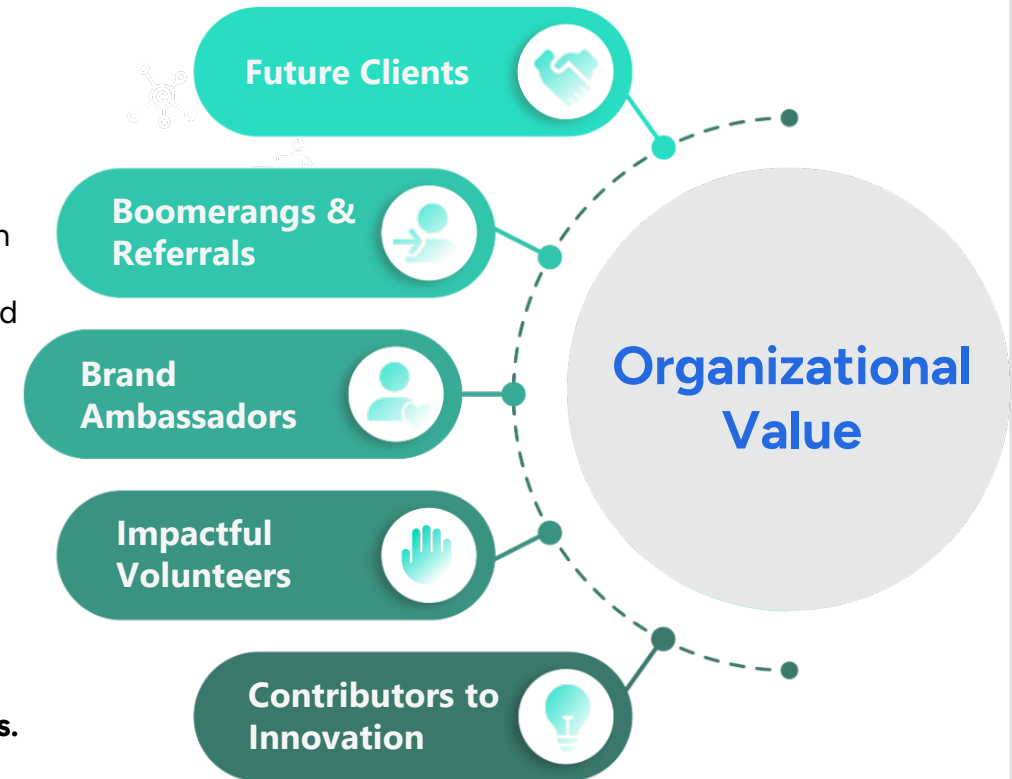 Future Clients
Boomerangs &
Referrals
Brand
Ambassadors
Impactful
Volunteers
Contributors to
Innovation
Organizational
Value